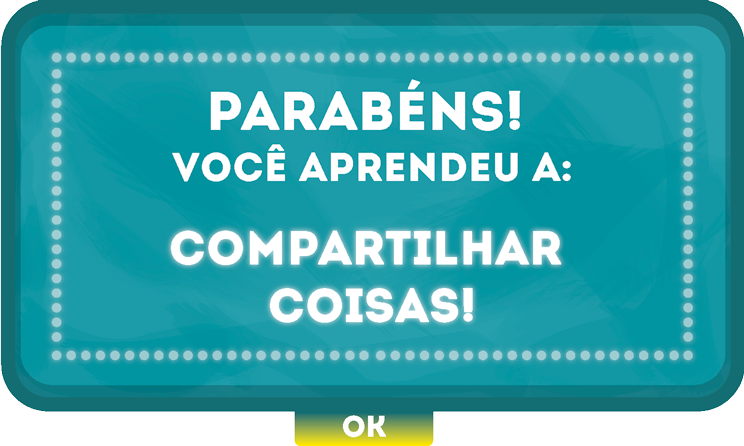 PARABÉNS!
VOCÊ APRENDEU A:
COMPARTILHAR
COISAS!
OK